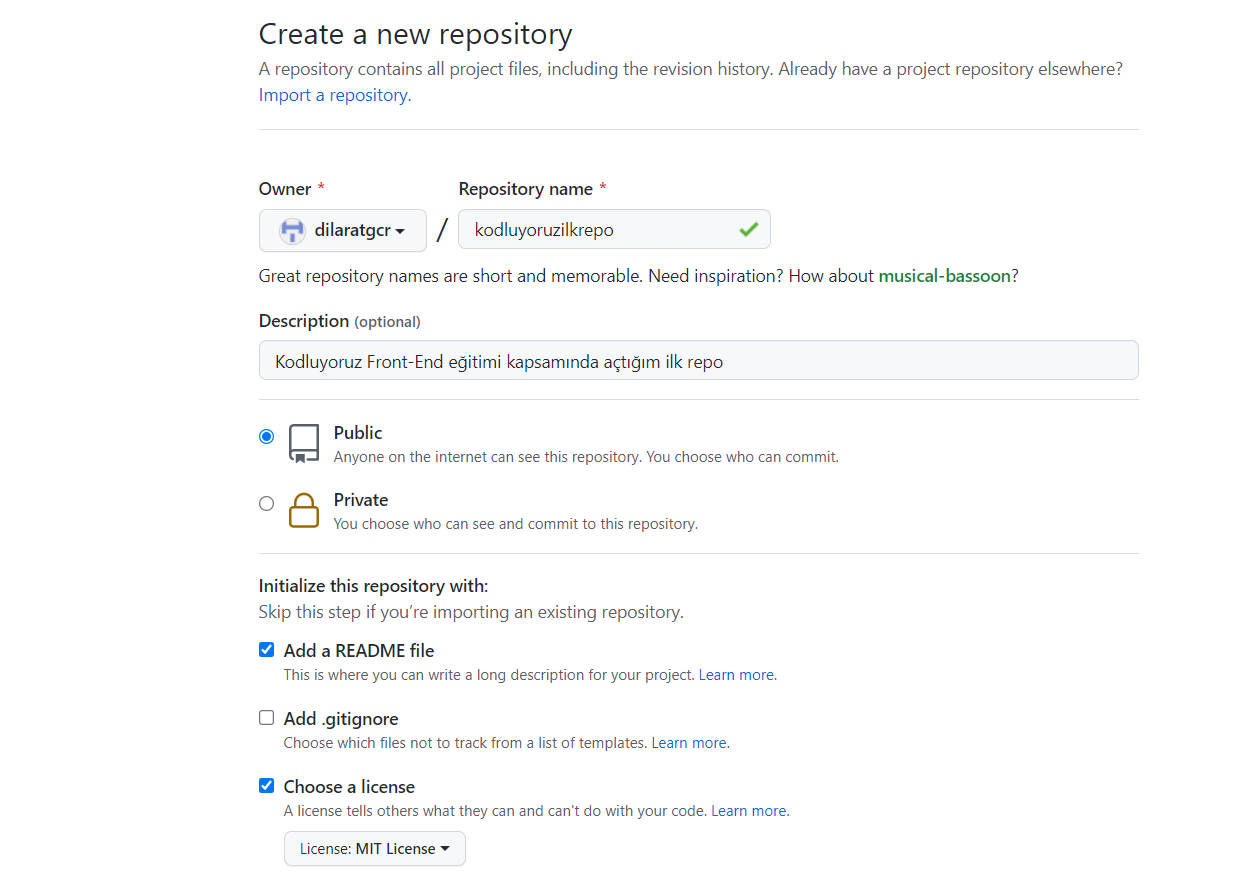 Create a new repository
A repository contains all project files, including the revision history. Already have a project repository elsewhere?
Import a repository.
Owner * Repository name *
dilaratgcr / kodluyoruzilkrepo
Great repository names are short and memorable. Need inspiration? How about musical-bassoon?
Description (optional)
Kodluyoruz Front-End eğitimi kapsamında açtığım ilk repo
Public
Anyone on the internet can see this repository. You choose who can commit.
Private
You choose who can see and commit to this repository.
Initialize this repository with:
Skip this step if you’re importing an existing repository.
Add a README file
This is where you can write a long description for your project. Learn more.
Add .gitignore
Choose which files not to track from a list of templates. Learn more.
Choose a license
A license tells others what they can and can't do with your code. Learn more.
License: MIT License